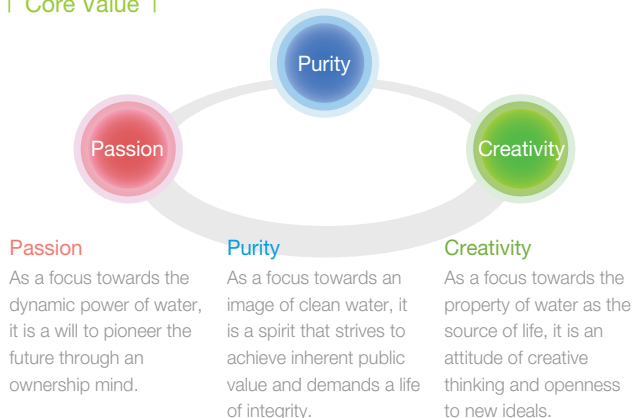 Core Value
Purity
Passion
Creativity
Passion
As a focus towards the
dynamic power of water,
it is a will to pioneer the
future through an
ownership mind.
Purity
As a focus towards an
image of clean water, it
is a spirit that strives to
achieve inherent public
value and demands a life
of integrity.
Creativity
As a focus towards the
property of water as the
source of life, it is an
attitude of creative
thinking and openness
to new ideals.